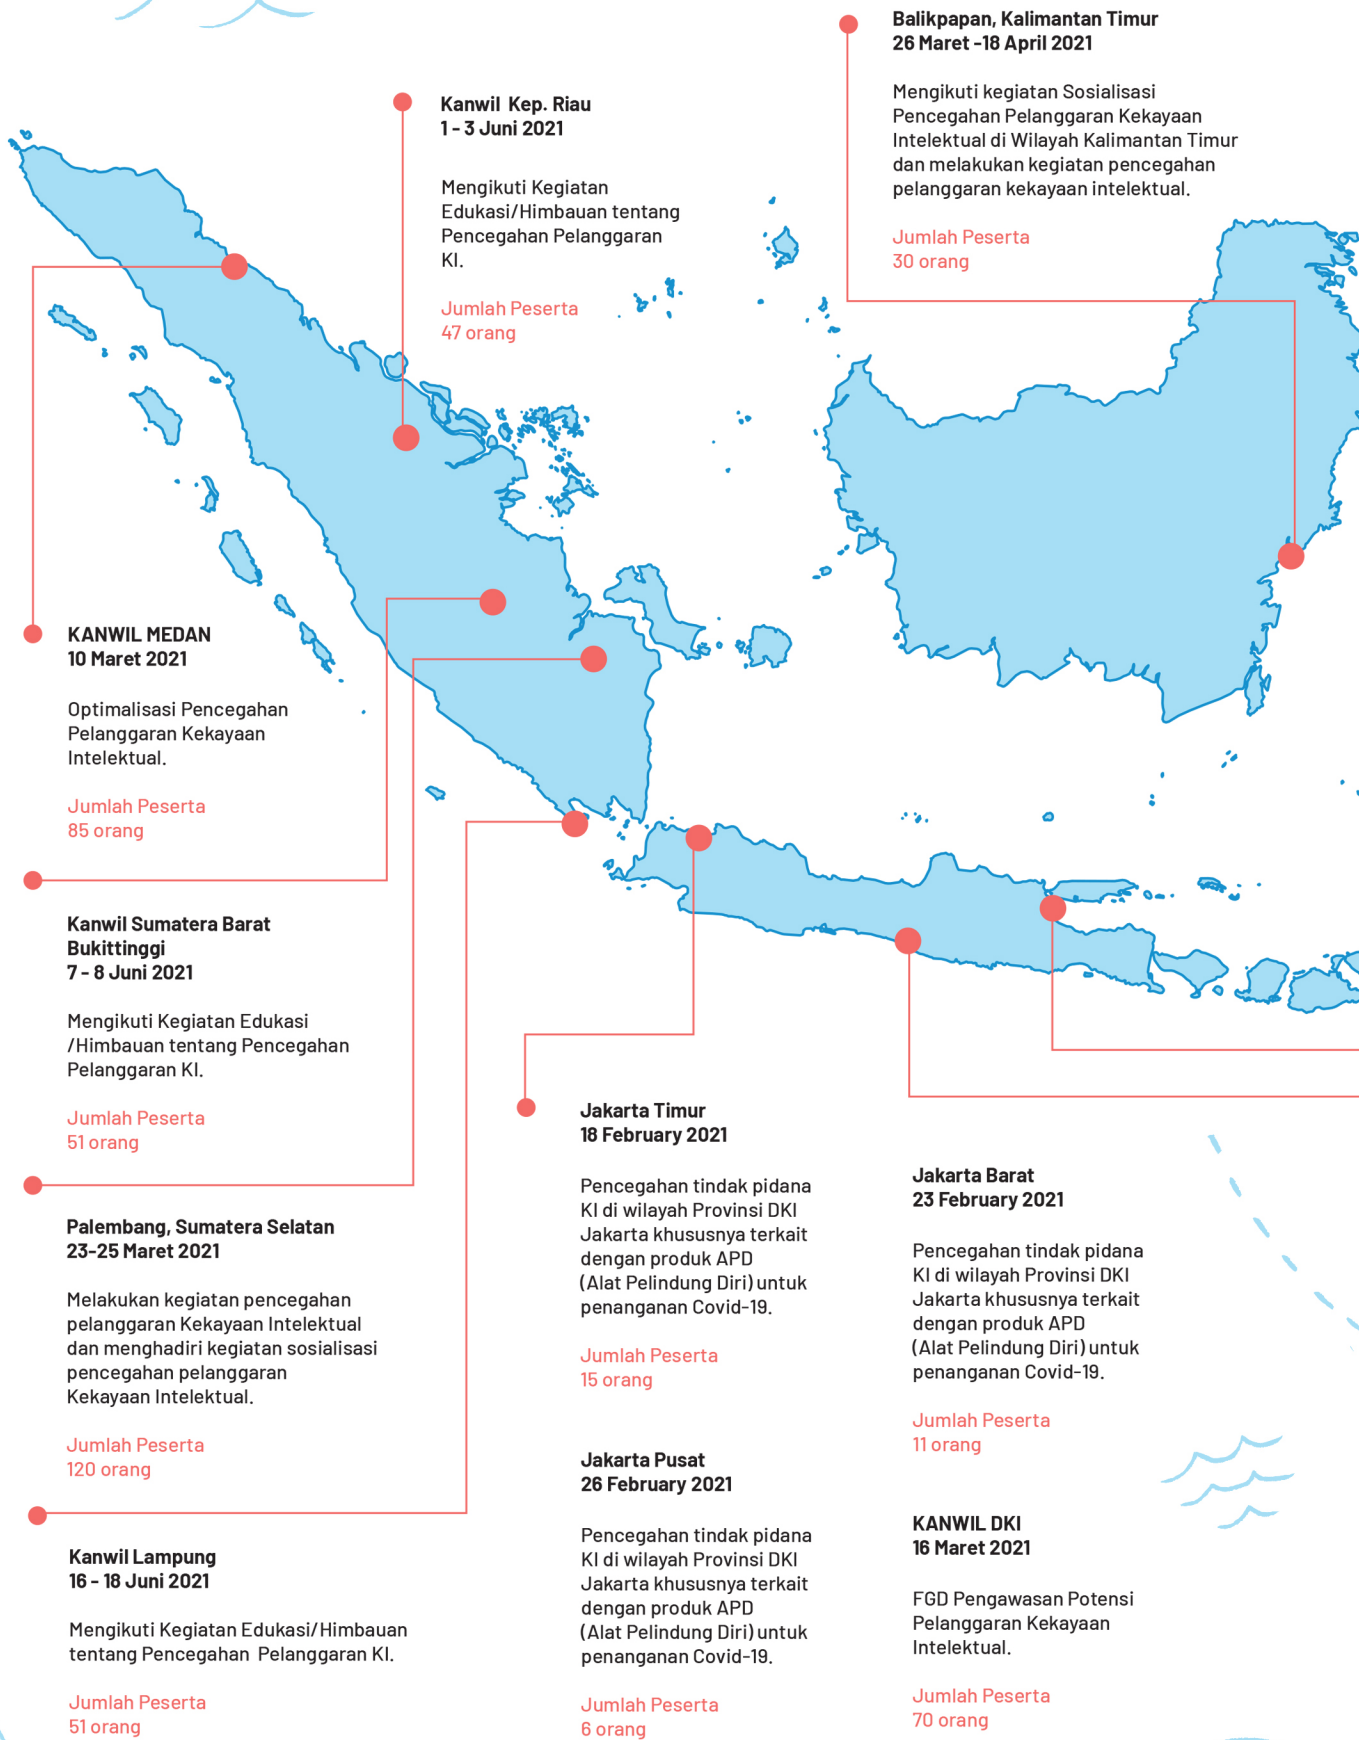 Balikpapan, Kalimantan Timur
26 Maret -18 April 2021
Mengikuti kegiatan Sosialisasi
Pencegahan Pelanggaran Kekayaan
Intelektual di Wilayah Kalimantan Timur
dan melakukan kegiatan pencegahan
pelanggaran kekayaan intelektual.
Jumlah Peserta
30 orang
Kanwil Kep. Riau
1 - 3 Juni 2021
Mengikuti Kegiatan
Edukasi/Himbauan tentang
Pencegahan Pelanggaran
KI.
Jumlah Peserta
47 orang
KANWIL MEDAN
10 Maret 2021
Optimalisasi Pencegahan
Pelanggaran Kekayaan
Intelektual.
Jumlah Peserta
85 orang
Kanwil Sumatera Barat
Bukittinggi
7 - 8 Juni 2021
Mengikuti Kegiatan Edukasi
/Himbauan tentang Pencegahan
Pelanggaran KI.
Jumlah Peserta
51 orang
Palembang, Sumatera Selatan
23-25 Maret 2021
Melakukan kegiatan pencegahan
pelanggaran Kekayaan Intelektual
dan menghadiri kegiatan sosialisasi
pencegahan pelanggaran
Kekayaan Intelektual.
Jumlah Peserta
120 orang
Kanwil Lampung
16 - 18 Juni 2021
Mengikuti Kegiatan Edukasi/Himbauan
tentang Pencegahan Pelanggaran KI.
Jumlah Peserta
51 orang
Jakarta Timur
18 February 2021
Pencegahan tindak pidana
KI di wilayah Provinsi DKI
Jakarta khususnya terkait
dengan produk APD
(Alat Pelindung Diri) untuk
penanganan Covid-19.
Jumlah Peserta
15 orang
Jakarta Pusat
26 February 2021
Pencegahan tindak pidana
KI di wilayah Provinsi DKI
Jakarta khususnya terkait
dengan produk APD
(Alat Pelindung Diri) untuk
penanganan Covid-19.
Jumlah Peserta
6 orang
Jakarta Barat
23 February 2021
Pencegahan tindak pidana
KI di wilayah Provinsi DKI
Jakarta khususnya terkait
dengan produk APD
(Alat Pelindung Diri) untuk
penanganan Covid-19.
Jumlah Peserta
11 orang
KANWIL DKI
16 Maret 2021
FGD Pengawasan Potensi
Pelanggaran Kekayaan
Intelektual.
Jumlah Peserta
70 orang